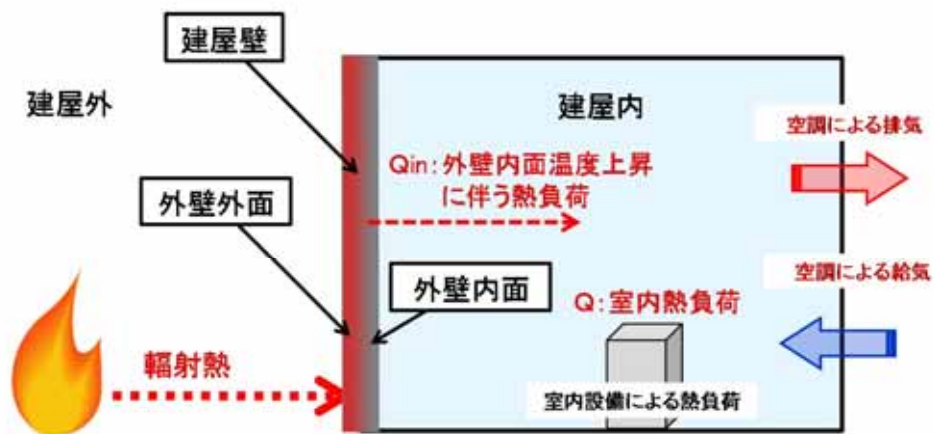 建屋壁
建屋外
建屋内
空調による排気
Qin:外壁内面温度上昇
に伴う熱負荷
外壁外面
外壁内面
空調による給気
Q:室内熱負荷
輻射熱
室内設備による熱負荷